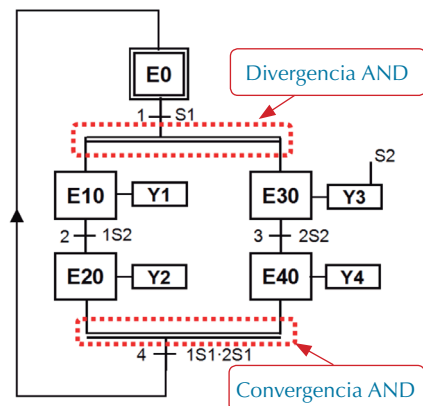 E0
Divergencia AND
1 S1
S2
E10 Y1 E30 Y3
2 1S2 3 2S2
E20 Y2 E40 Y4
4 1S1·2S1
Convergencia AND